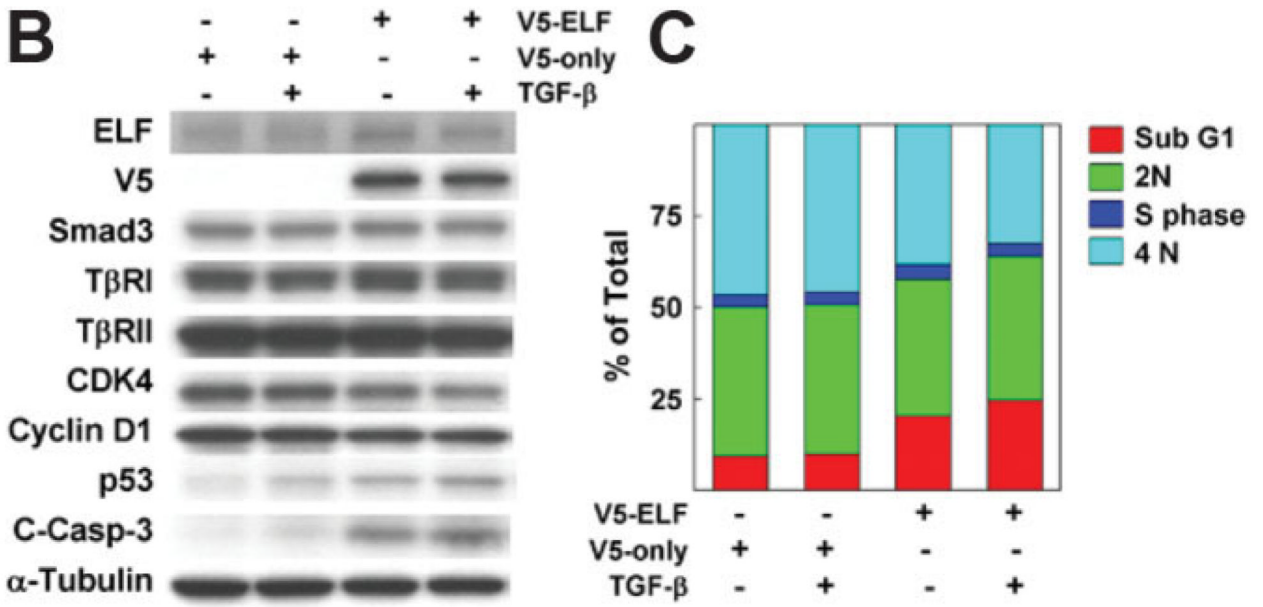 B
- - + + V5-ELF
+ + - - V5-only
- + - + TGF-β
ELF
V5
Smad3
TβRI
TβRII
CDK4
Cyclin D1
p53
C-Casp-3
α-Tubulin
C
% of Total
75
50
25
Sub G1
2N
S phase
4 N
V5-ELF - - + +
V5-only + + - -
TGF-β - + - +